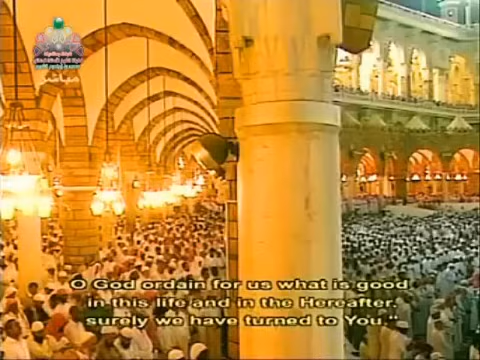 مباشر
O God ordain for us what is good
in this life and in the Hereafter,
surely we have turned to You."